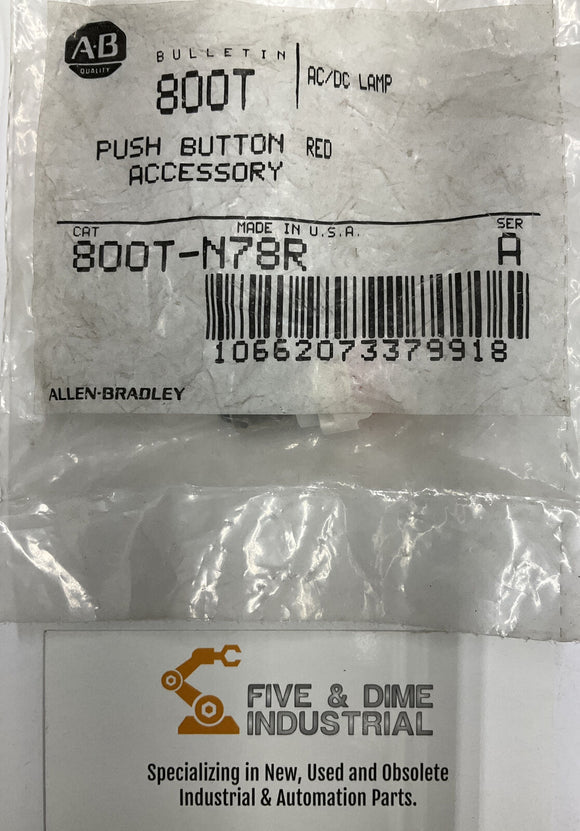 A·B
QUALITY
BULLETIN
800T
AC/DC LAMP
PUSH BUTTON RED
ACCESSORY
CAT MADE IN U.S.A. SER
800T-N78R A
10662073379918
ALLEN-BRADLEY
FIVE & DIME
INDUSTRIAL
Specializing in New, Used and Obsolete
Industrial & Automation Parts.